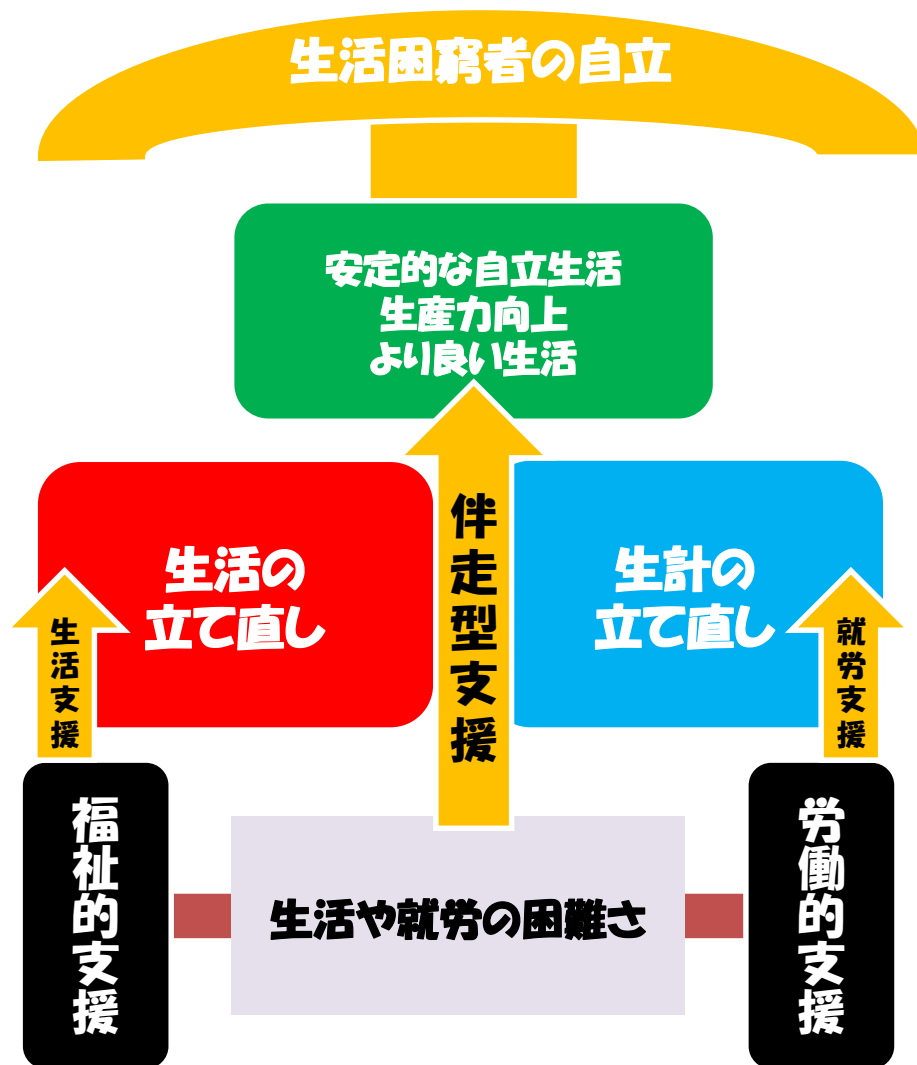 生活困窮者の自立
安定的な自立生活
生産力向上
より良い生活
生活の
立て直し
伴走型支援
生計の
立て直し
生活支援
就労支援
福祉的支援
生活や就労の困難さ
労働的支援